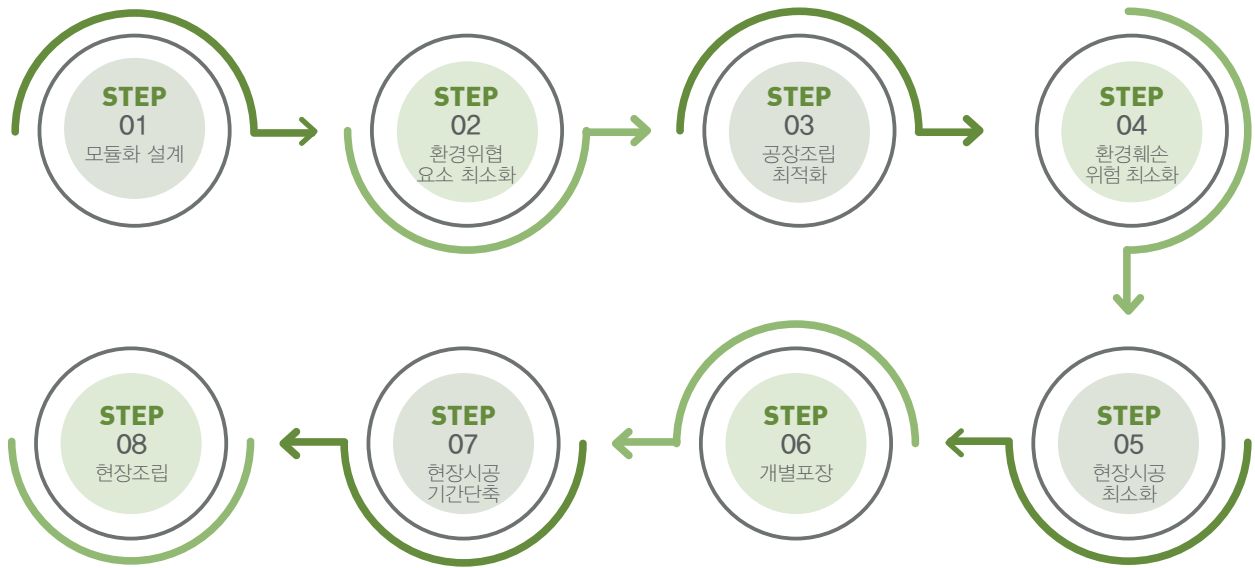 STEP
01
모듈화 설계
STEP
02
환경위협
요소 최소화
STEP
03
공장조립
최적화
STEP
04
환경훼손
위험 최소화
STEP
05
현장시공
최소화
STEP
06
개별포장
STEP
07
현장시공
기간단축
STEP
08
현장조립